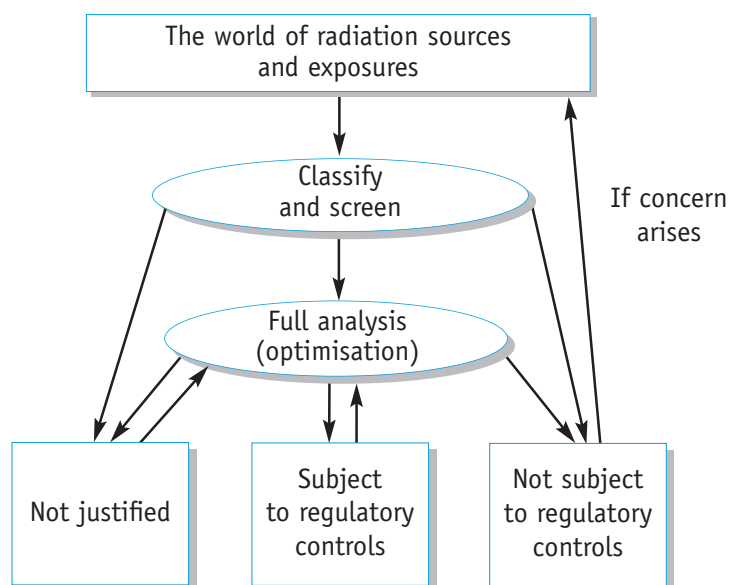 The world of radiation sources
and exposures
Classify
and screen
If concern
arises
Full analysis
(optimisation)
Not justified
Subject
to regulatory
controls
Not subject
to regulatory
controls